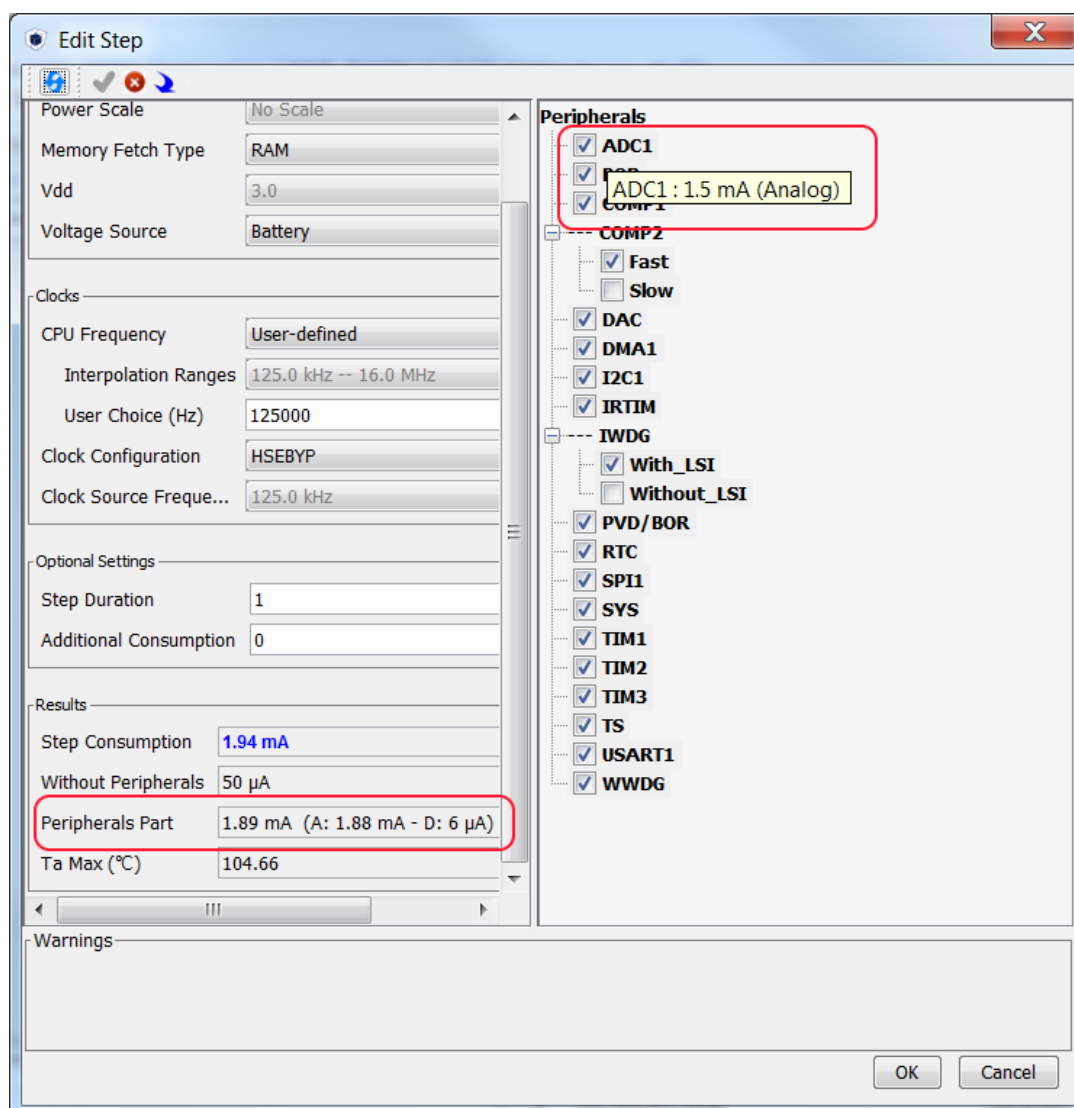 Edit Step
Power Scale No Scale
Memory Fetch Type RAM
Vdd 3.0
Voltage Source Battery
Clocks
CPU Frequency User-defined
Interpolation Ranges 125.0 kHz -- 16.0 MHz
User Choice (Hz) 125000
Clock Configuration HSEBYP
Clock Source Freque... 125.0 kHz
Optional Settings
Step Duration 1
Additional Consumption 0
Results
Step Consumption 1.94 mA
Without Peripherals 50 µA
Peripherals Part 1.89 mA (A: 1.88 mA - D: 6 µA)
Ta Max (°C) 104.66
Peripherals
ADC1
ADC1 : 1.5 mA (Analog)
COMP1
COMP2
Fast
Slow
DAC
DMA1
I2C1
IRTIM
IWDG
With_LSI
Without_LSI
PVD/BOR
RTC
SPI1
SYS
TIM1
TIM2
TIM3
TS
USART1
WWDG
Warnings
OK Cancel